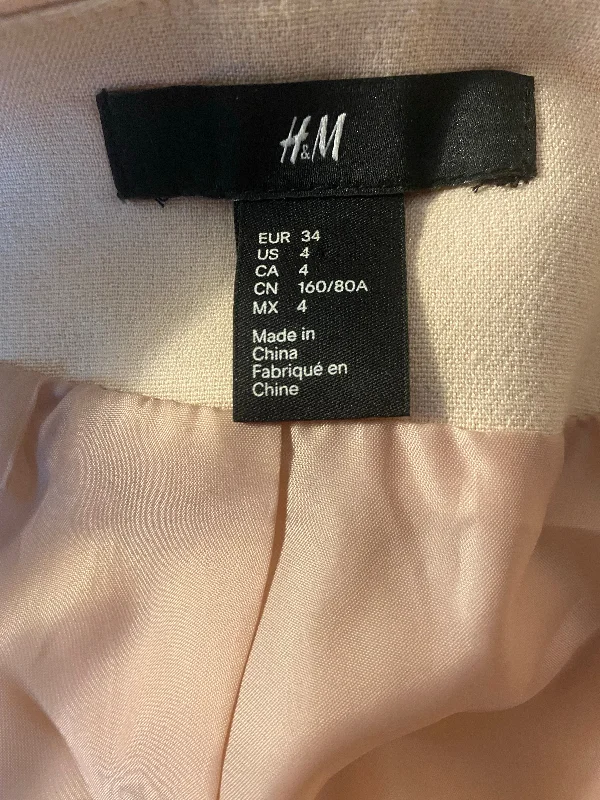 H&M
EUR 34
US 4
CA 4
CN 160/80A
MX 4
Made in
China
Fabriqué en
Chine